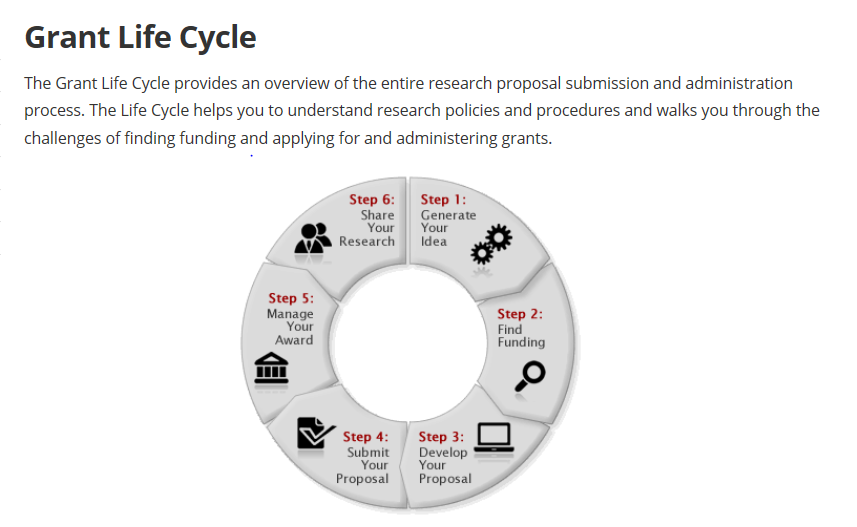 Grant Life Cycle
The Grant Life Cycle provides an overview of the entire research proposal submission and administration
process. The Life Cycle helps you to understand research policies and procedures and walks you through the
challenges of finding funding and applying for and administering grants.
Step 1:
Generate
Your
Idea
Step 2:
Find
Funding
Step 3:
Develop
Your
Proposal
Step 4:
Submit
Your
Proposal
Step 5:
Manage
Your
Award
Step 6:
Share
Your
Research